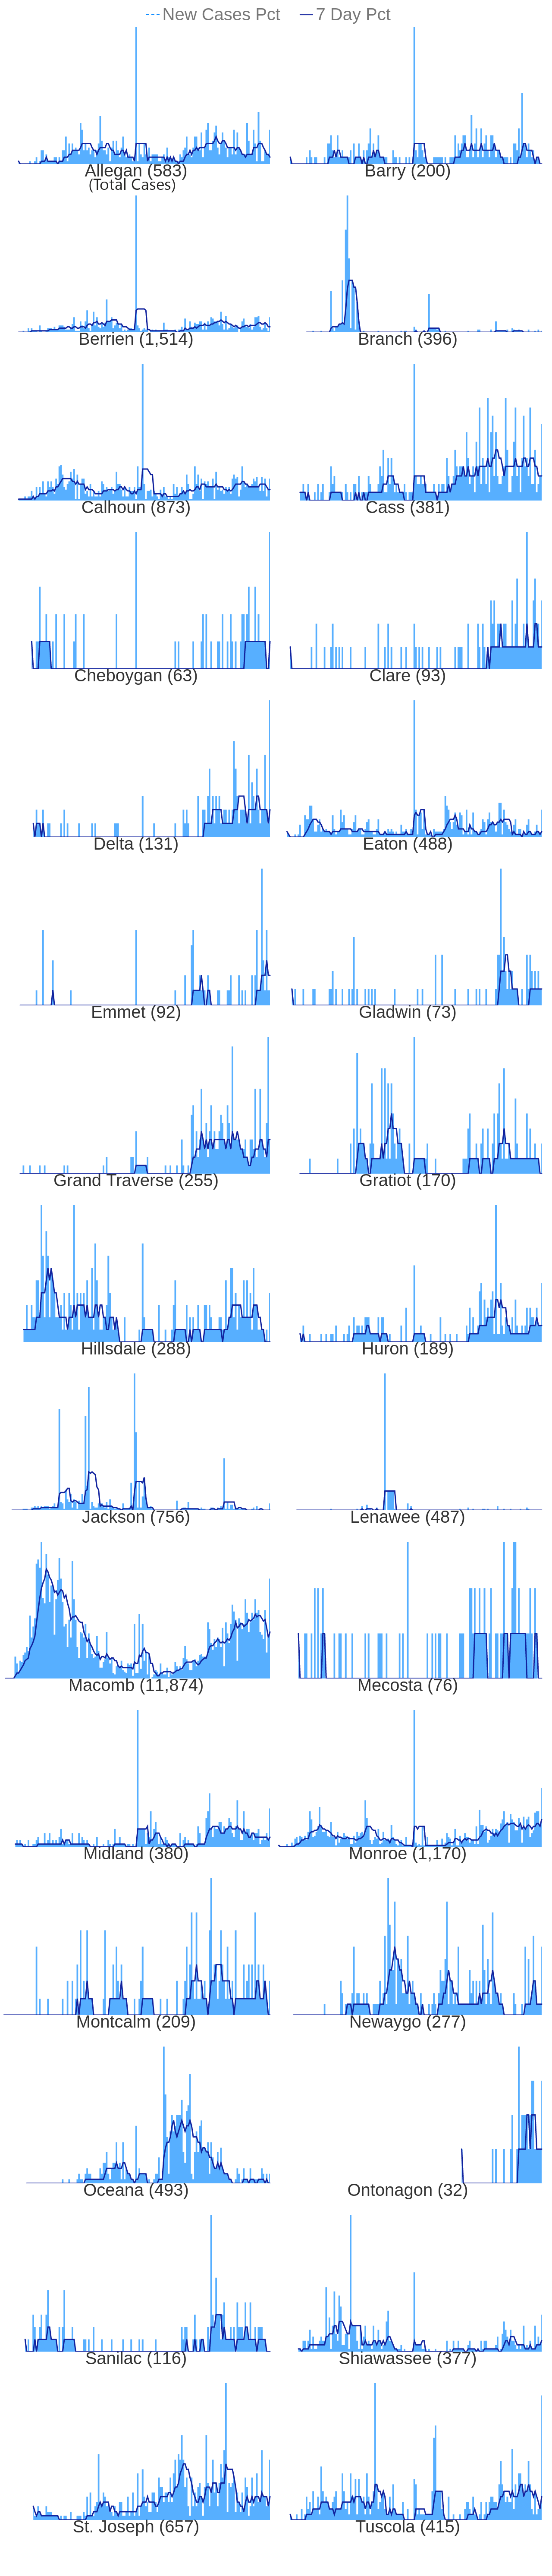 New Cases Pct 7 Day Pct
Allegan (583) Barry (200)
(Total Cases)
Berrien (1,514) Branch (396)
Calhoun (873) Cass (381)
Cheboygan (63) Clare (93)
Delta (131) Eaton (488)
Emmet (92) Gladwin (73)
Grand Traverse (255) Gratiot (170)
Hillsdale (288) Huron (189)
Jackson (756) Lenawee (487)
Macomb (11,874) Mecosta (76)
Midland (380) Monroe (1,170)
Montcalm (209) Newaygo (277)
Oceana (493) Ontonagon (32)
Sanilac (116) Shiawassee (377)
St. Joseph (657) Tuscola (415)